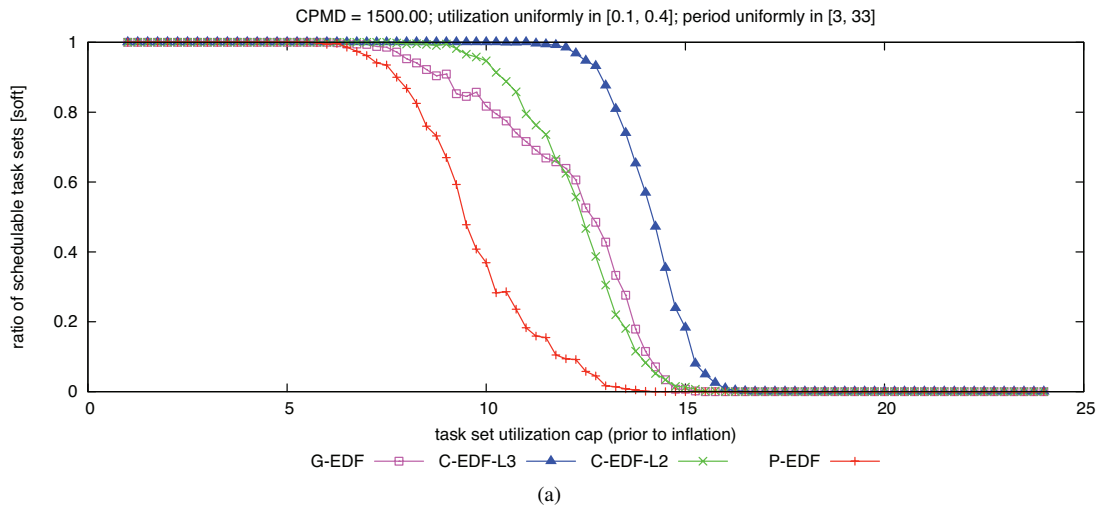 CPMD = 1500.00; utilization uniformly in [0.1, 0.4]; period uniformly in [3, 33]
1
0.8
0.6
0.4
0.2
0
ratio of schedulable task sets [soft]
0 5 10 15 20 25
task set utilization cap (prior to inflation)
G-EDF C-EDF-L3 C-EDF-L2 P-EDF
(a)